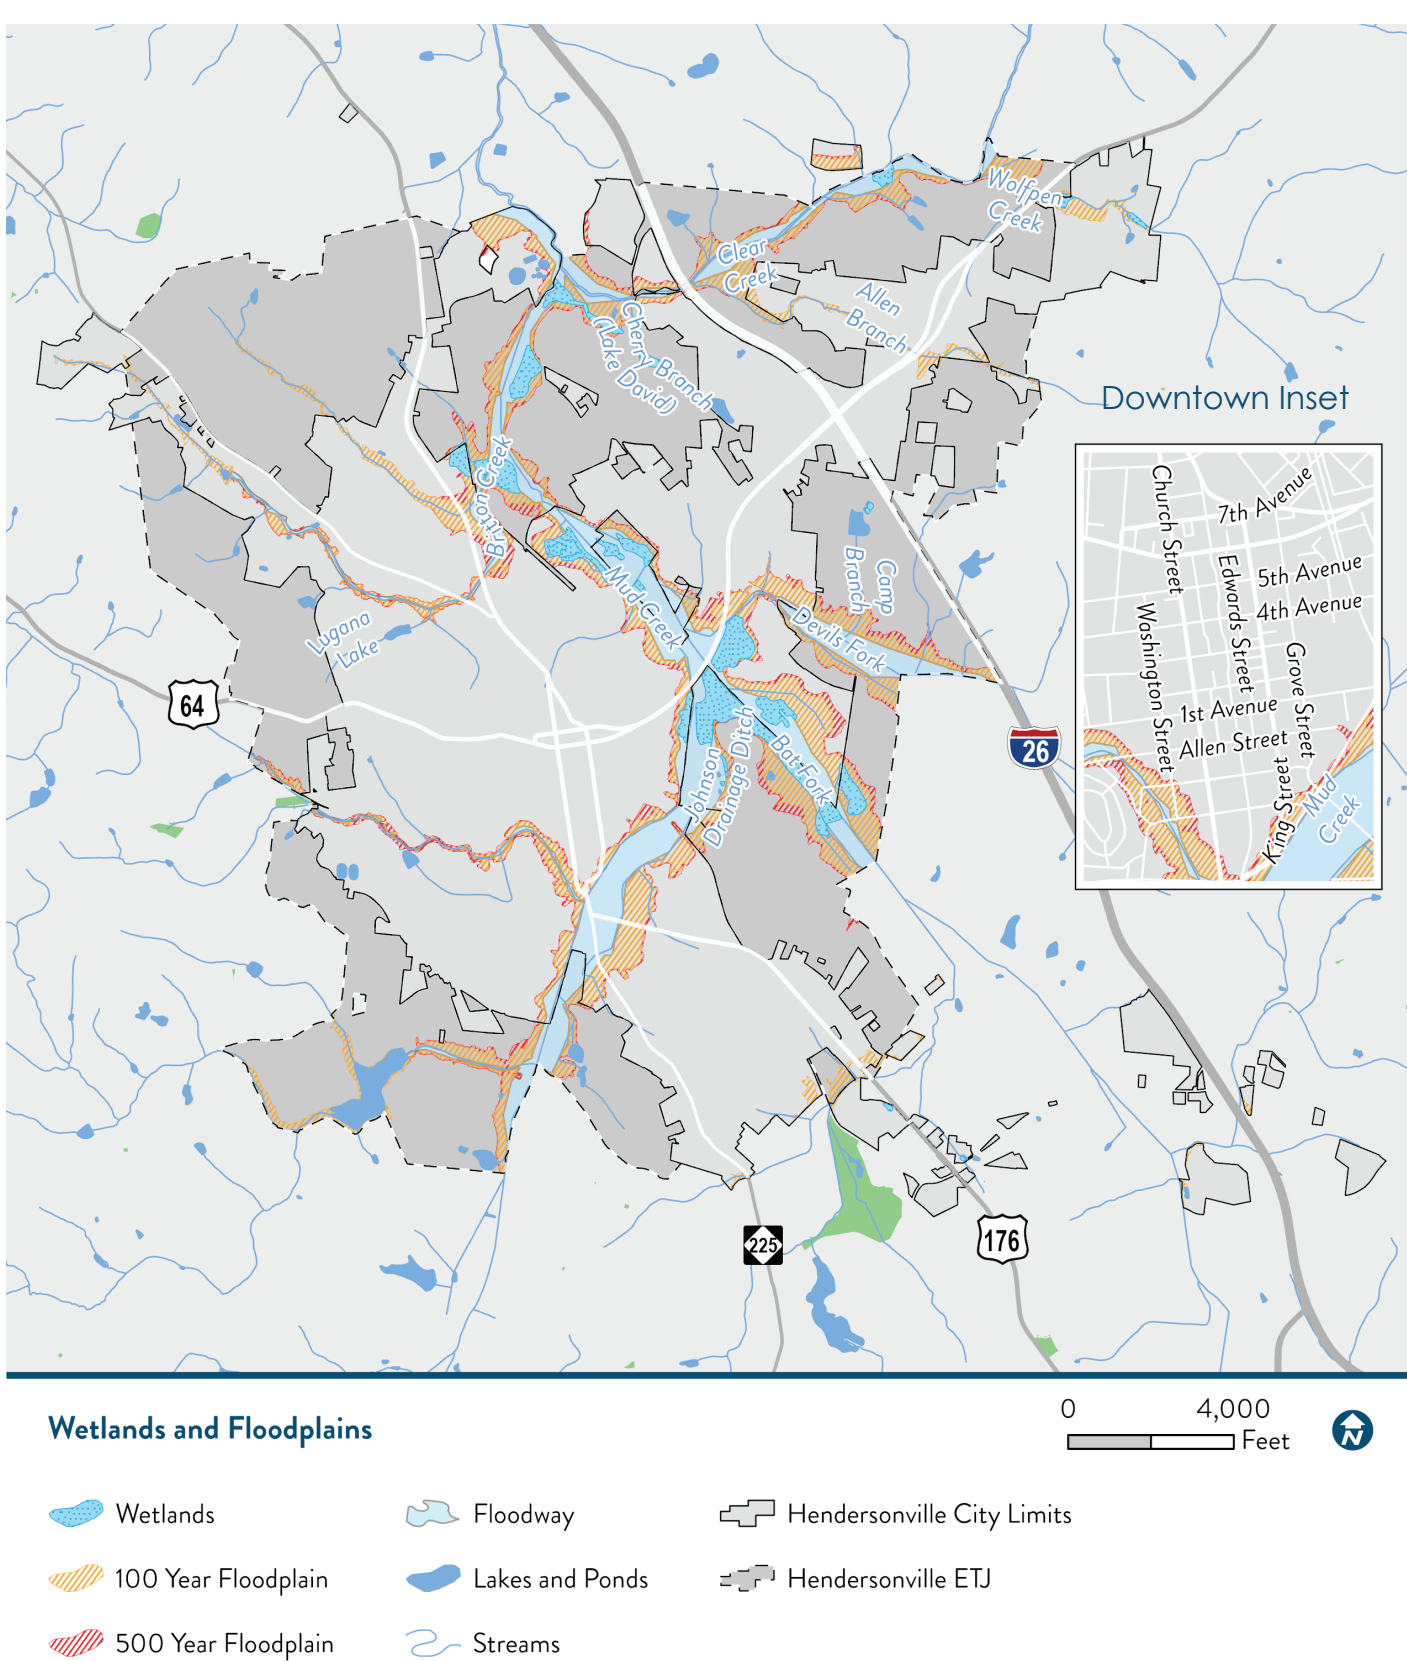 Wolfpen
Creek
Clear
Creek
Allen
Branch
Cherry Branch
(Lake David)
Downtown Inset
Britton Creek
Church Street
7th Avenue
Edwards Street
5th Avenue
4th Avenue
Washington Street
Grove Street
1st Avenue
Allen Street
King Street
Mud
Creek
Camp
Branch
Mud Creek
Devils Fork
Lugana
Lake
64
26
Johnson
Drainage Ditch
Bat Fork
225
176
Wetlands and Floodplains
0 4,000
Feet
N
Wetlands
Floodway
Hendersonville City Limits
100 Year Floodplain
Lakes and Ponds
Hendersonville ETJ
500 Year Floodplain
Streams